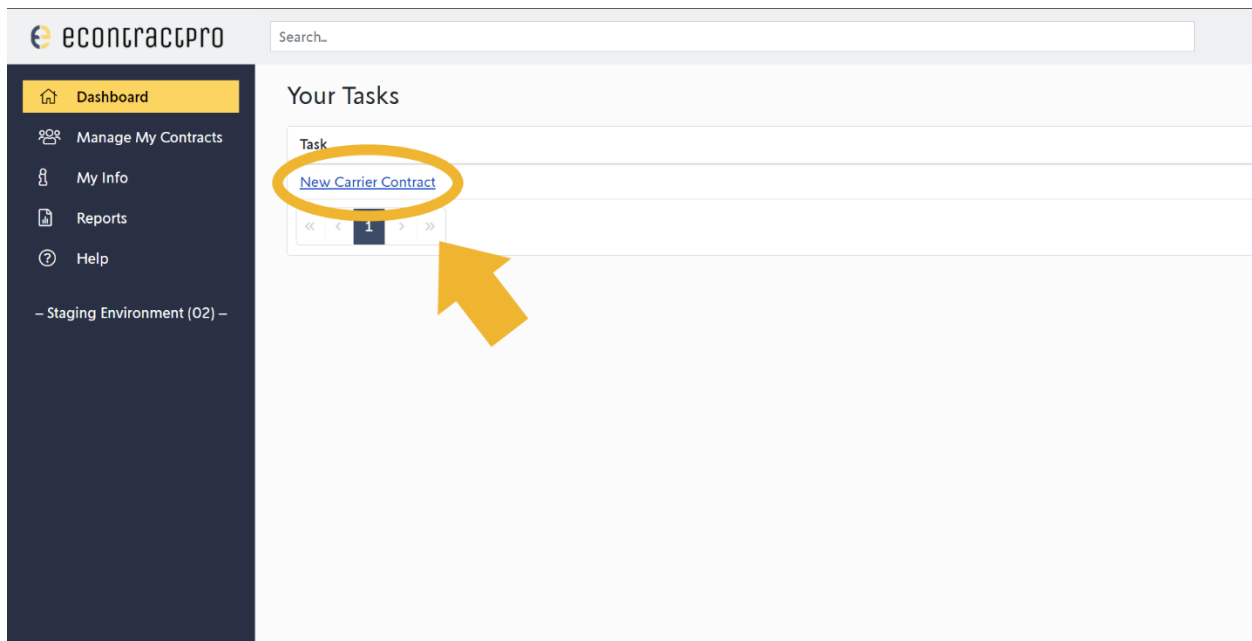 econtractpro
Search...
Dashboard
Manage My Contracts
My Info
Reports
Help
– Staging Environment (02) –
Your Tasks
Task
New Carrier Contract
« < 1 > »